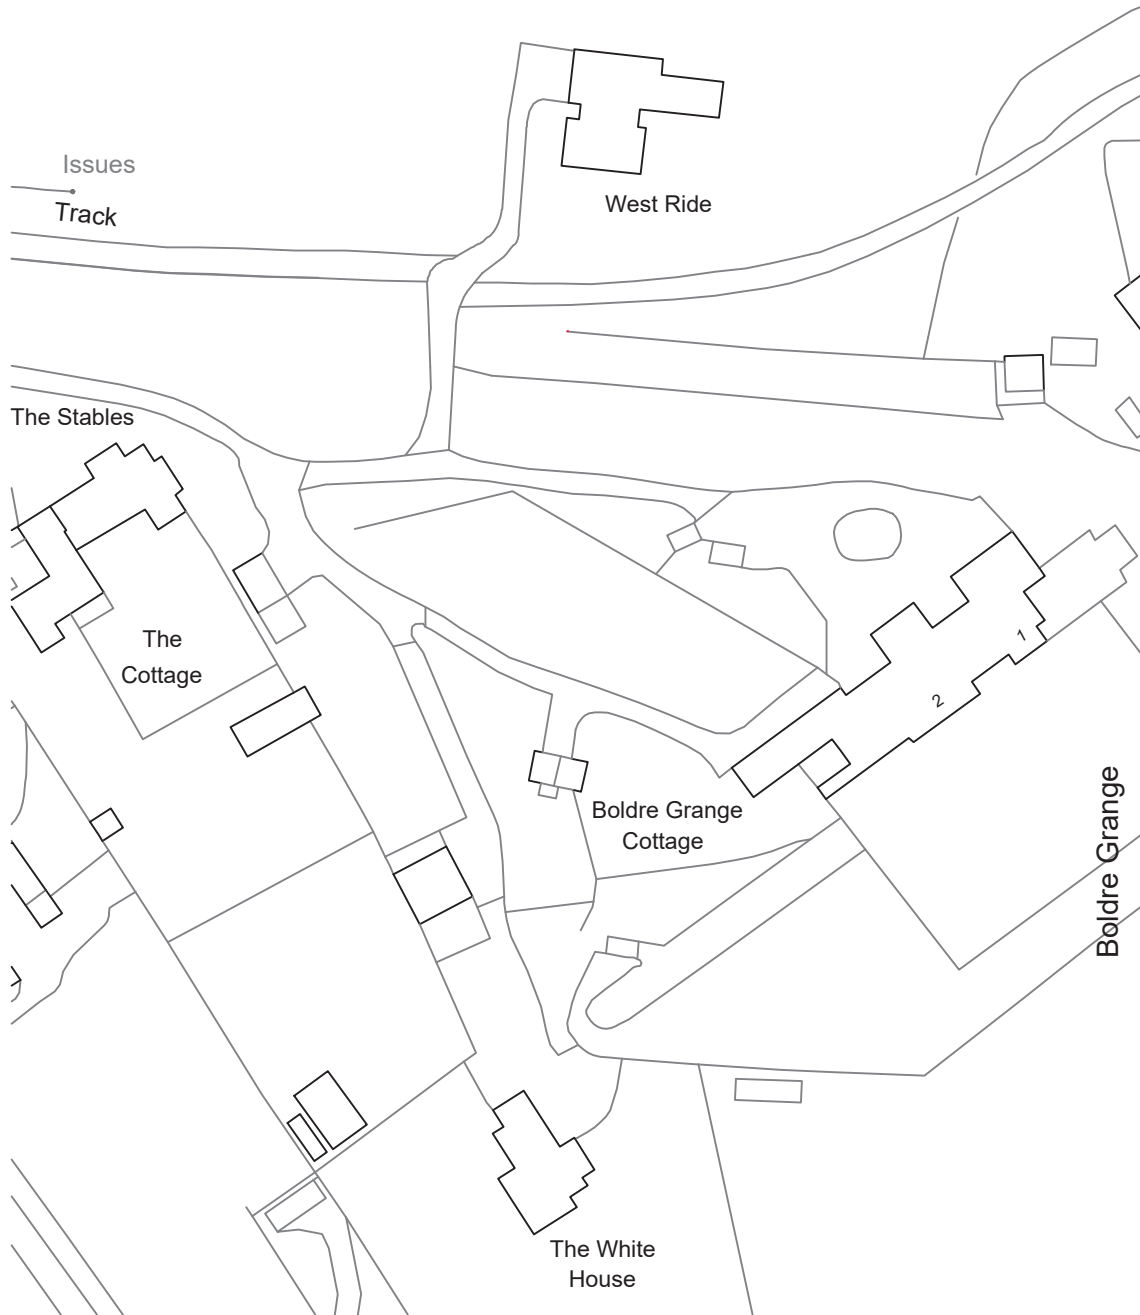 Issues
Track
West Ride
The Stables
The
Cottage
1
2
Boldre Grange
Cottage
Boldre Grange
The White
House